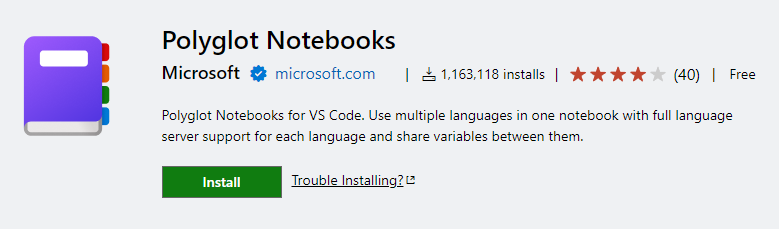 Polyglot Notebooks
Microsoft microsoft.com | 1,163,118 installs | (40) | Free
Polyglot Notebooks for VS Code. Use multiple languages in one notebook with full language
server support for each language and share variables between them.
Install Trouble Installing?